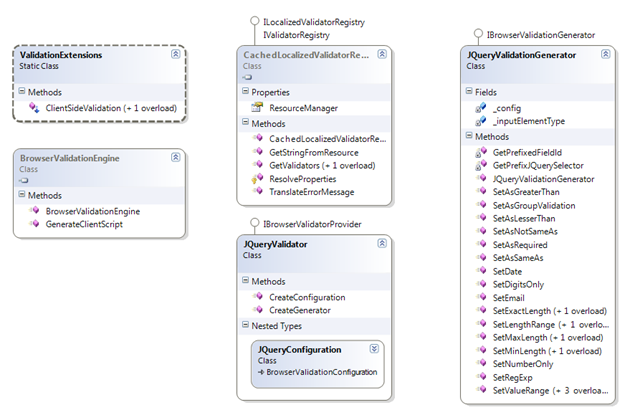 ValidationExtensions
Static Class
Methods
ClientSideValidation (+ 1 overload)
BrowserValidationEngine
Class
Methods
BrowserValidationEngine
GenerateClientScript
ILocalizedValidatorRegistry
IValidatorRegistry
CachedLocalizedValidatorRe...
Class
Properties
ResourceManager
Methods
CachedLocalizedValidatorRe...
GetStringFromResource
GetValidators (+ 1 overload)
ResolveProperties
TranslateErrorMessage
IBrowserValidatorProvider
JQueryValidator
Class
Methods
CreateConfiguration
CreateGenerator
Nested Types
JQueryConfiguration
Class
BrowserValidationConfiguration
IBrowserValidationGenerator
JQueryValidationGenerator
Class
Fields
_config
_inputElementType
Methods
GetPrefixedFieldId
GetPrefixJQuerySelector
JQueryValidationGenerator
SetAsGreaterThan
SetAsGroupValidation
SetAsLesserThan
SetAsNotSameAs
SetAsRequired
SetAsSameAs
SetDate
SetDigitsOnly
SetEmail
SetExactLength (+ 1 overload)
SetLengthRange (+ 1 overlo...
SetMaxLength (+ 1 overload)
SetMinLength (+ 1 overload)
SetNumberOnly
SetRegExp
SetValueRange (+ 3 overloa...